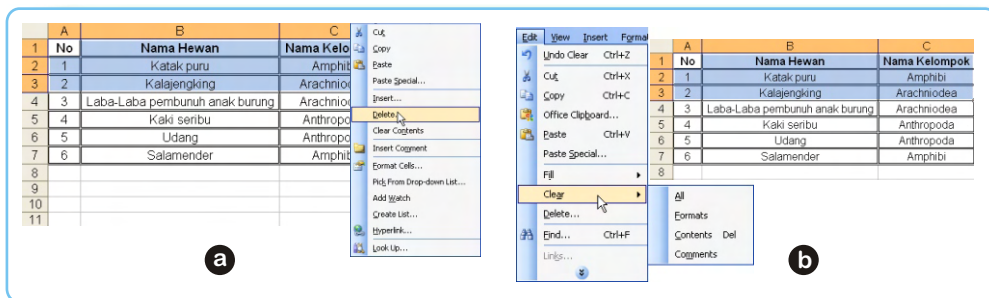 A B C
1 No Nama Hewan Nama Kelo
2 1 Katak puru Amphib
3 2 Kalajengking Arachnio
4 3 Laba-Laba pembunuh anak burung Arachnio
5 4 Kaki seribu Anthropo
6 5 Udang Anthropo
7 6 Salamender Amphib
8
9
10
11
Cut
Copy
Paste
Paste Special...
Insert...
Delete...
Clear Contents
Insert Comment
Format Cells...
Pick From Drop-down List...
Add Watch
Create List...
Hyperlink...
Look Up...
a
Edit View Insert Format
Undo Clear Ctrl+Z
Cut Ctrl+X
Copy Ctrl+C
Office Clipboard...
Paste Ctrl+V
Paste Special...
Fill
Clear
Delete...
Find... Ctrl+F
Links...
All
Formats
Contents Del
Comments
A B C
1 No Nama Hewan Nama Kelompok
2 1 Katak puru Amphibi
3 2 Kalajengking Arachniodea
4 3 Laba-Laba pembunuh anak burung Arachniodea
5 4 Kaki seribu Anthropoda
6 5 Udang Anthropoda
7 6 Salamender Amphibi
8
b